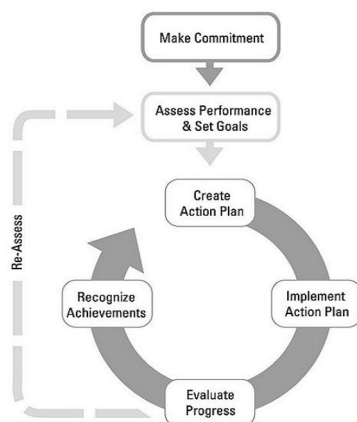 Make Commitment
Assess Performance
& Set Goals
Create
Action Plan
Re-Assess
Recognize
Achievements
Implement
Action Plan
Evaluate
Progress